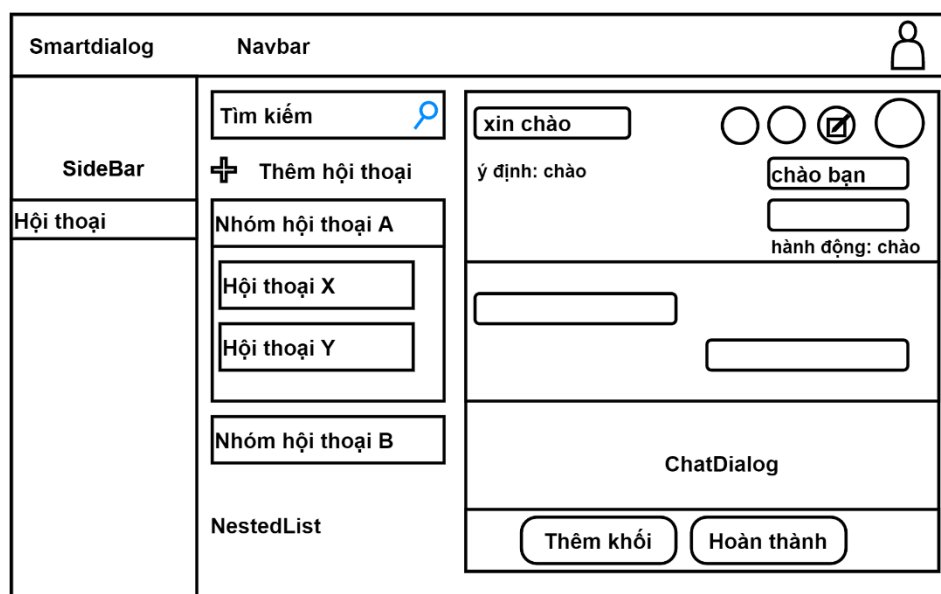 Smartdialog
Navbar
SideBar
Hội thoại
Tìm kiếm
Thêm hội thoại
Nhóm hội thoại A
Hội thoại X
Hội thoại Y
Nhóm hội thoại B
NestedList
xin chào
ý định: chào
chào bạn
hành động: chào
ChatDialog
Thêm khối
Hoàn thành